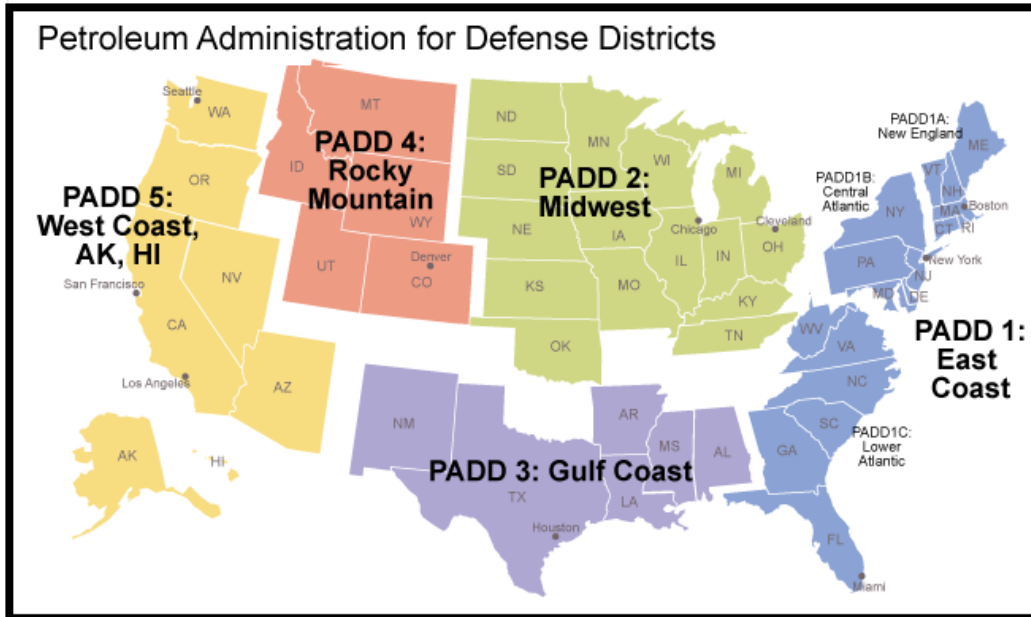 Petroleum Administration for Defense Districts
Seattle
WA
OR
PADD 5:
West Coast,
AK, HI
San Francisco
NV
CA
Los Angeles
AZ
AK
HI
MT
PADD 4:
Rocky
Mountain
ID
WY
UT
Denver
CO
ND
MN
SD
WI
MI
PADD 2:
Midwest
NE
IA
Chicago
Cleveland
IL
IN
OH
KS
MO
KY
TN
OK
NM
AR
MS
AL
PADD 3: Gulf Coast
TX
LA
Houston
PADD1A:
New England
ME
VT
NH
PADD1B:
Central
Atlantic
NY
MA
Boston
CT
RI
PA
New York
NJ
MD
DE
WV
VA
PADD 1:
East
Coast
NC
SC
PADD1C:
Lower
Atlantic
GA
FL
Miami